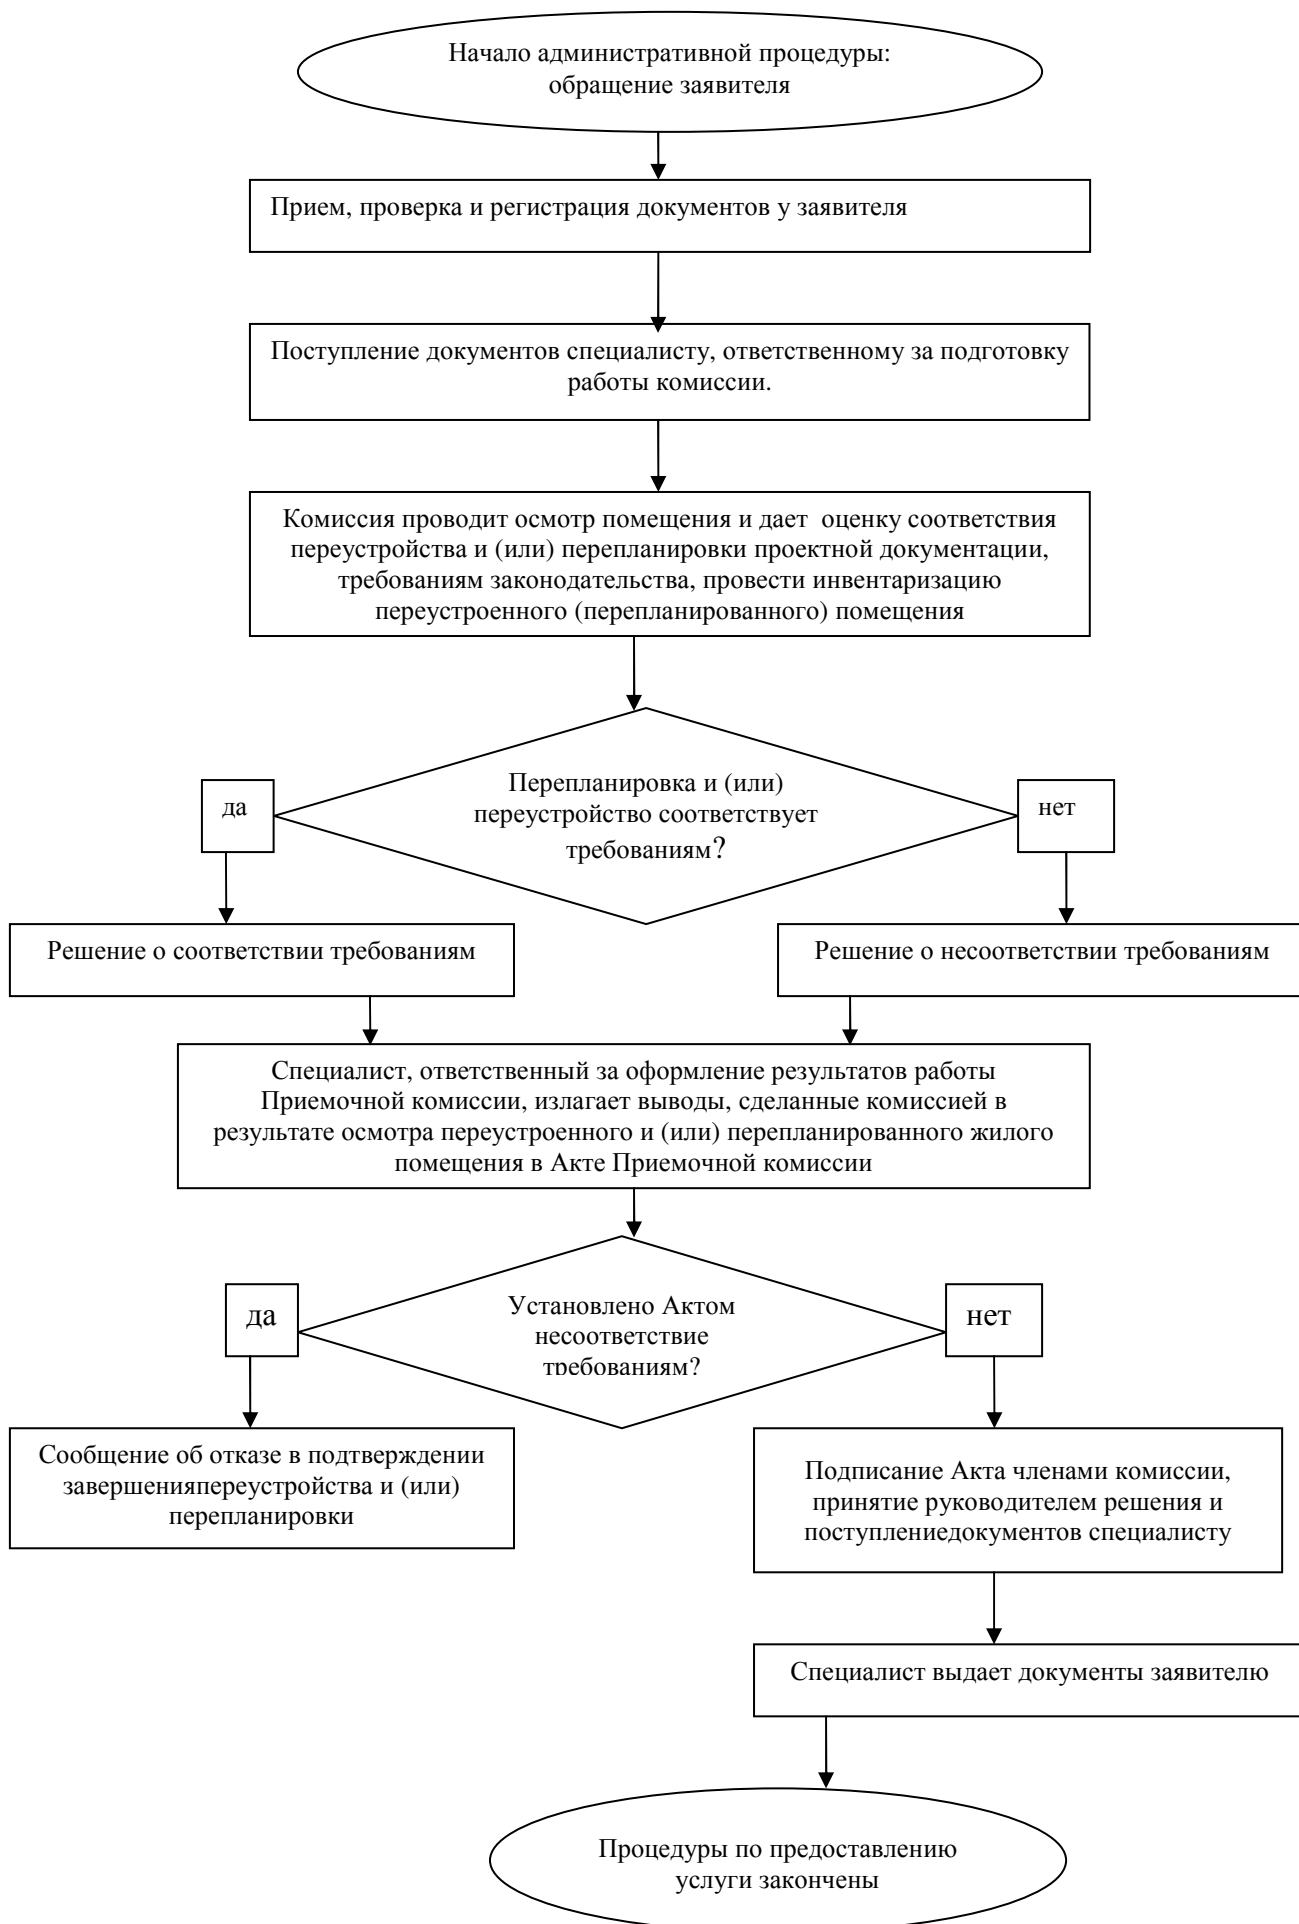 Начало административной процедуры:
обращение заявителя
Прием, проверка и регистрация документов у заявителя
Поступление документов специалисту, ответственному за подготовку
работы комиссии.
Комиссия проводит осмотр помещения и дает  оценку соответствия
переустройства и (или) перепланировки проектной документации,
требованиям законодательства, провести инвентаризацию
переустроенного (перепланированного) помещения
Перепланировка и (или)
переустройство соответствует
требованиям?
да
нет
Решение о соответствии требованиям
Решение о несоответствии требованиям
Специалист, ответственный за оформление результатов работы
Приемочной комиссии, излагает выводы, сделанные комиссией в
результате осмотра переустроенного и (или) перепланированного жилого
помещения в Акте Приемочной комиссии
Установлено Актом
несоответствие
требованиям?
да
нет
Сообщение об отказе в подтверждении
завершенияпереустройства и (или)
перепланировки
Подписание Акта членами комиссии,
принятие руководителем решения и
поступлениедокументов специалисту
Специалист выдает документы заявителю
Процедуры по предоставлению
услуги закончены